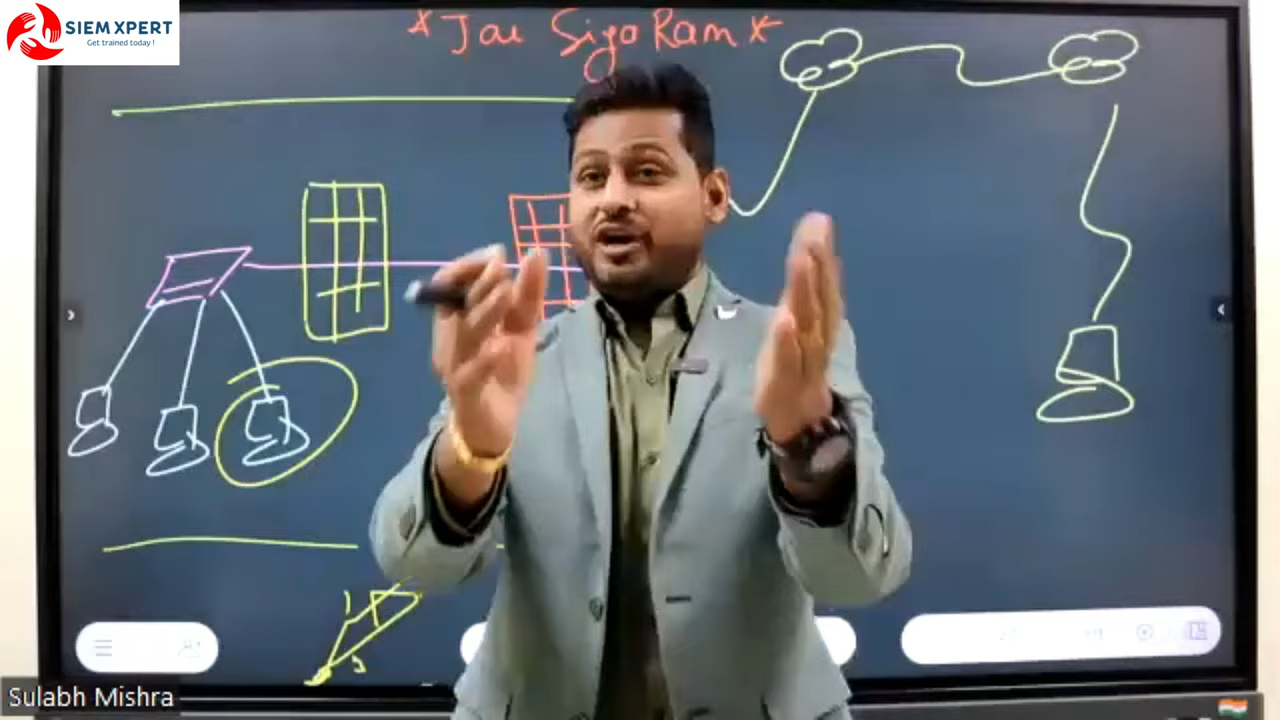 SIEM XPERT
Get trained today !
* Jai Siya Ram *
Sulabh Mishra